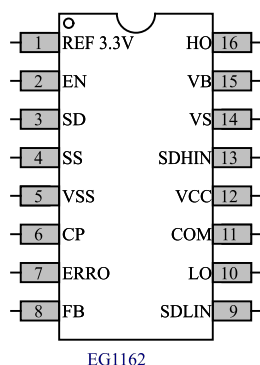 1 REF 3.3V HO 16
2 EN VB 15
3 SD VS 14
4 SS SDHIN 13
5 VSS VCC 12
6 CP COM 11
7 ERRO LO 10
8 FB SDLIN 9
EG1162